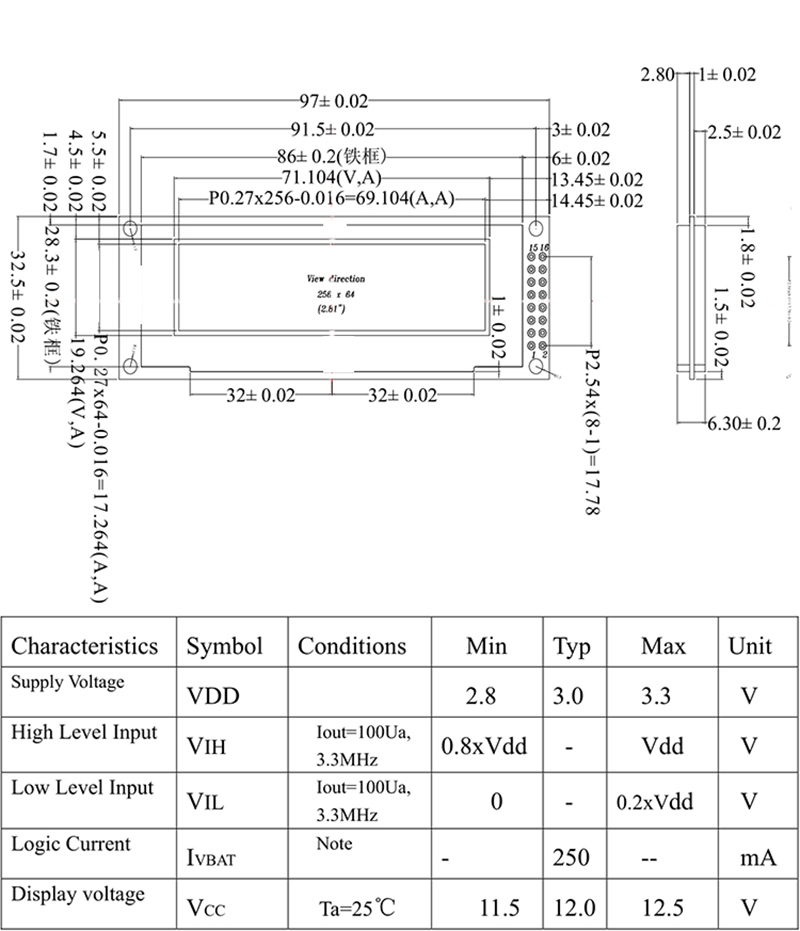 2.80
1± 0.02
97± 0.02
91.5± 0.02
3± 0.02
2.5± 0.02
86± 0.2(铁框)
6± 0.02
71.104(V,A)
13.45± 0.02
P0.27x256-0.016=69.104(A,A)
14.45± 0.02
5.5± 0.02
4.5± 0.02
1.7± 0.02
28.3± 0.2(铁框)
32.5± 0.02
P0.27x64-0.016=17.264(A,A)
19.264(V,A)
View direction
256 x 64
(2.81")
15 16
1 2
1± 0.02
32± 0.02
32± 0.02
P2.54x(8-1)=17.78
1.8± 0.02
1.5± 0.02
6.30± 0.2
Characteristics Symbol Conditions Min Typ Max Unit
Supply Voltage VDD 2.8 3.0 3.3 V
High Level Input VIH Iout=100Ua, 3.3MHz 0.8xVdd - Vdd V
Low Level Input VIL Iout=100Ua, 3.3MHz 0 - 0.2xVdd V
Logic Current IVBAT Note - 250 -- mA
Display voltage VCC Ta=25℃ 11.5 12.0 12.5 V